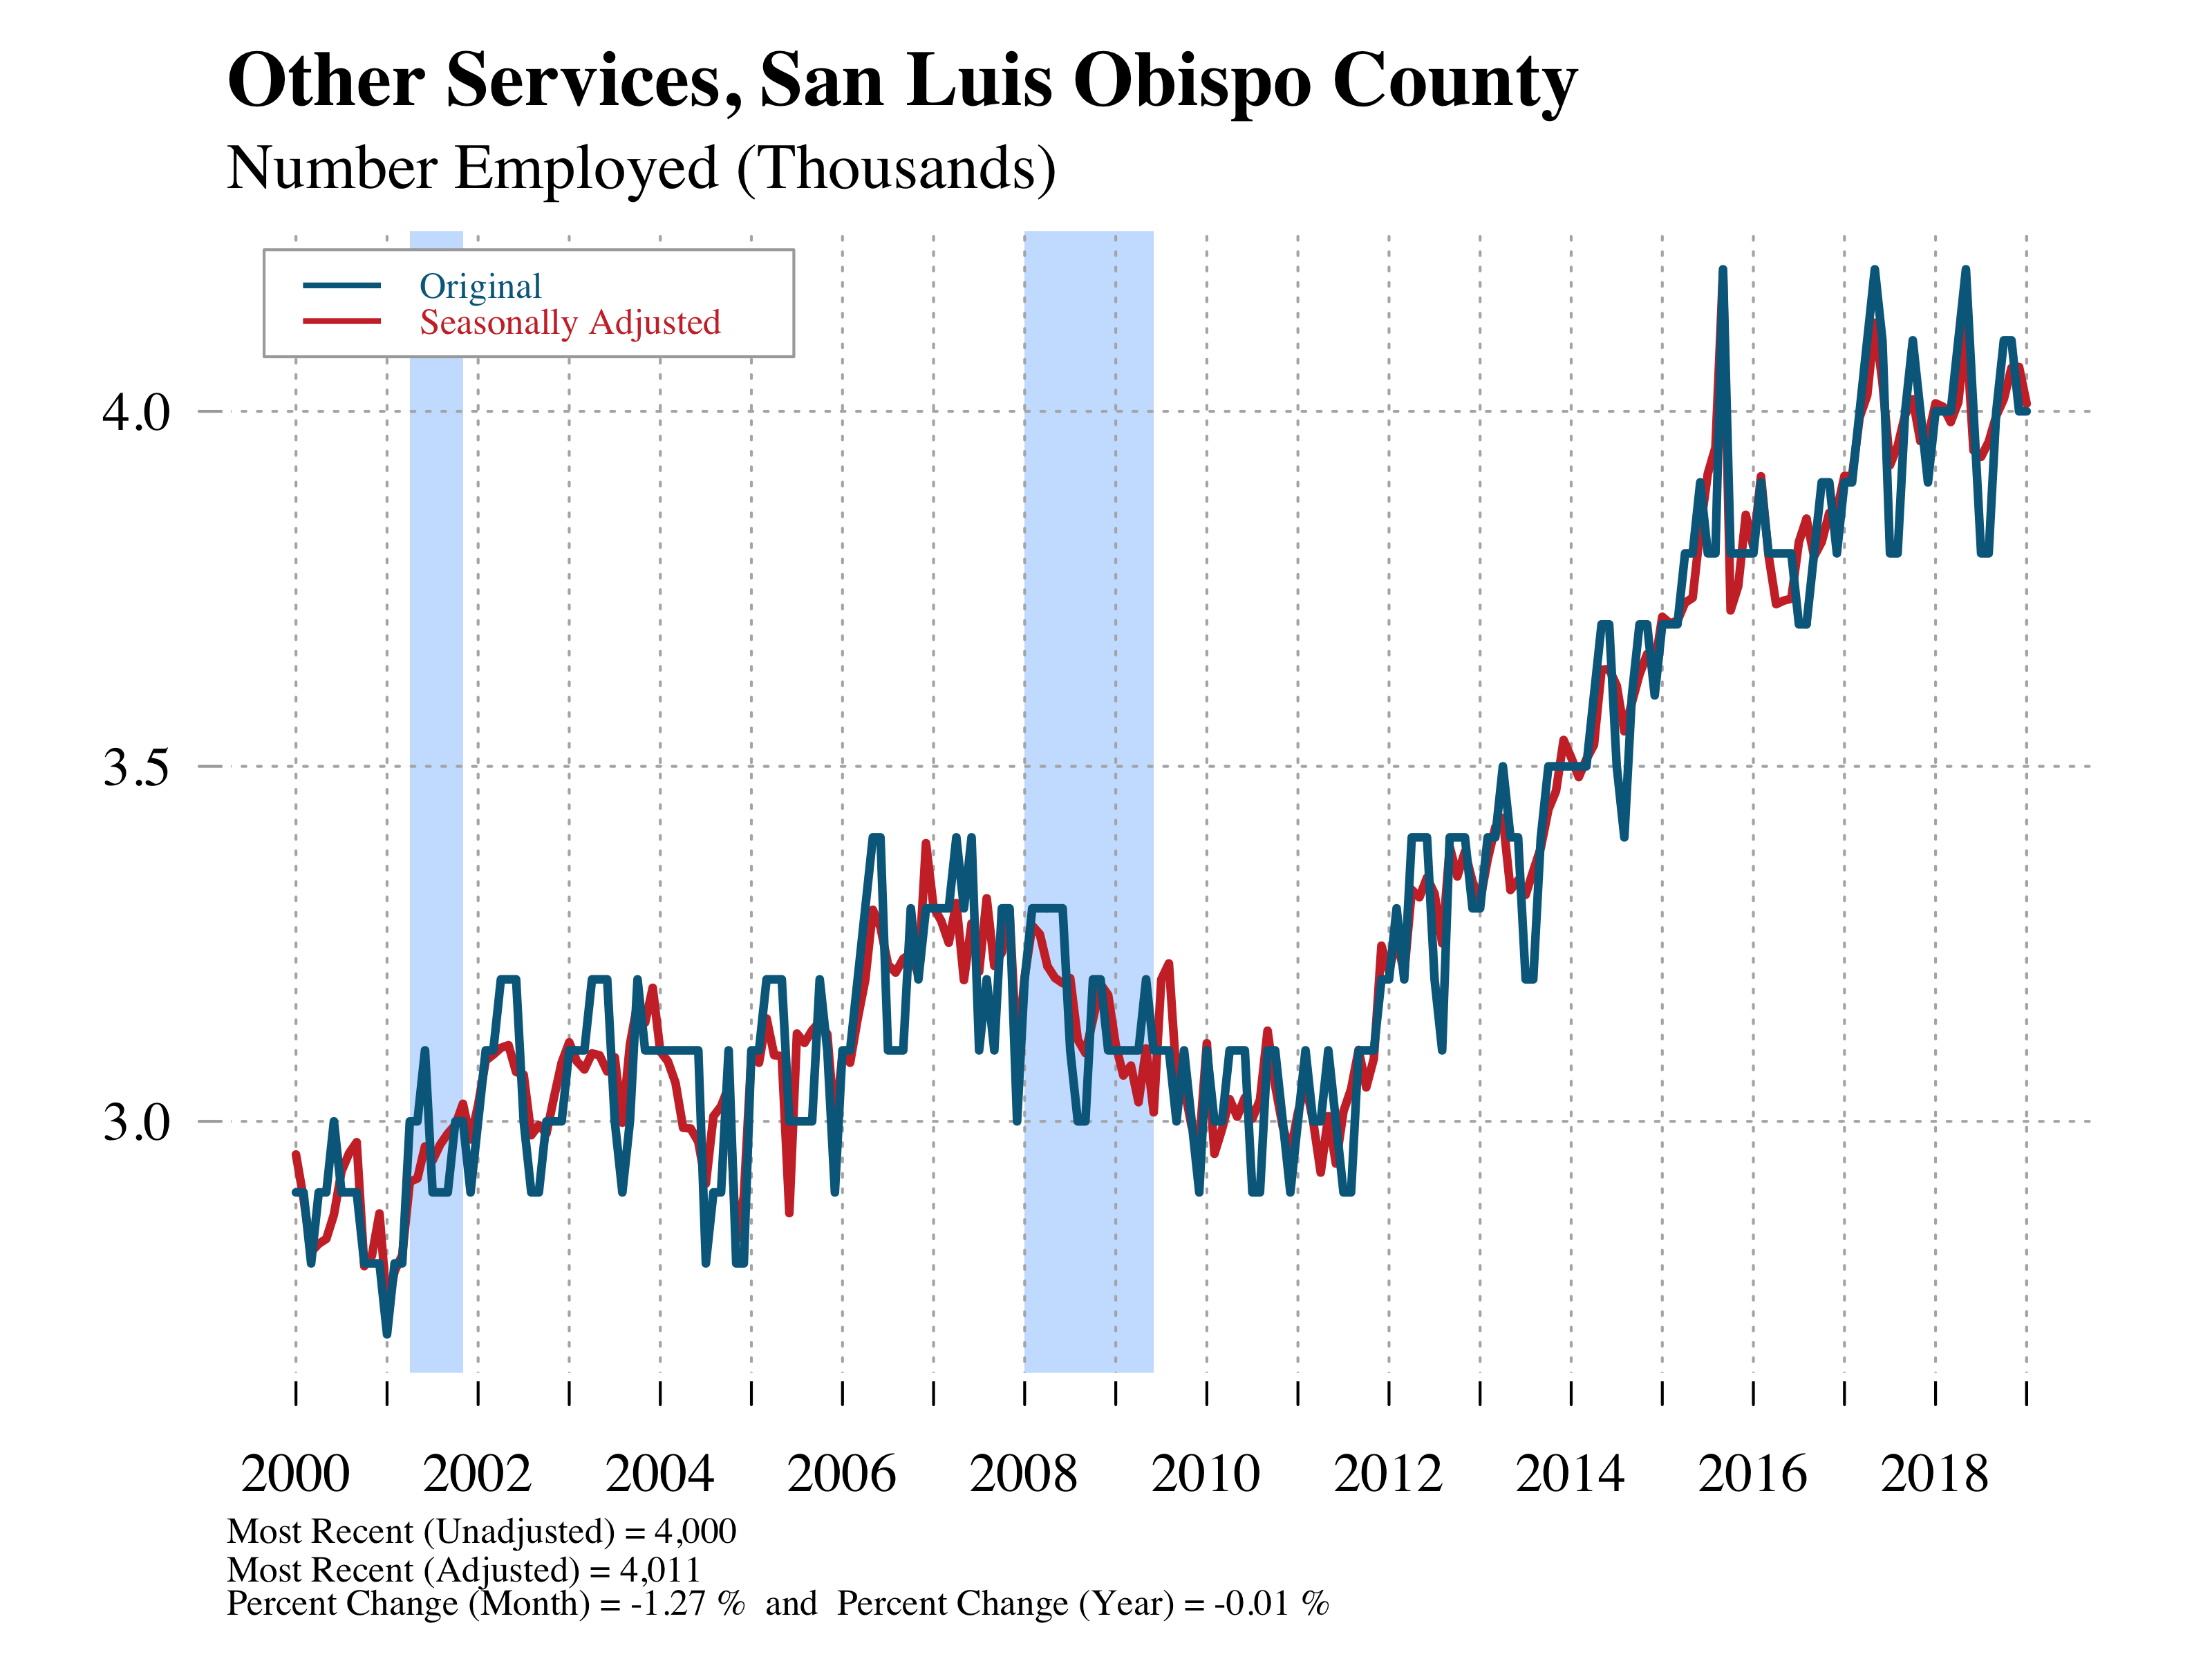 Other Services, San Luis Obispo County
Number Employed (Thousands)
Original
Seasonally Adjusted
4.0
3.5
3.0
2000 2002 2004 2006 2008 2010 2012 2014 2016 2018
Most Recent (Unadjusted) = 4,000
Most Recent (Adjusted) = 4,011
Percent Change (Month) = -1.27 % and Percent Change (Year) = -0.01 %